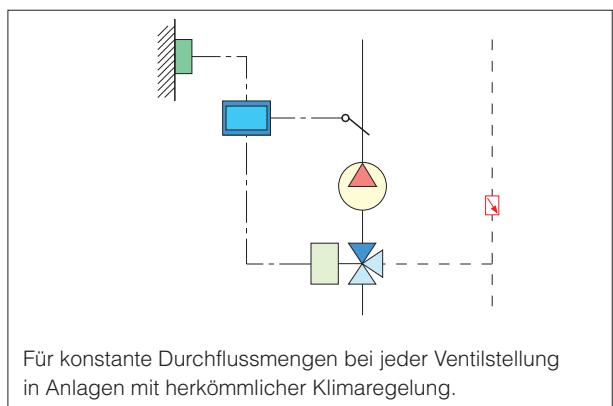 Für konstante Durchflussmengen bei jeder Ventilstellung
in Anlagen mit herkömmlicher Klimaregelung.